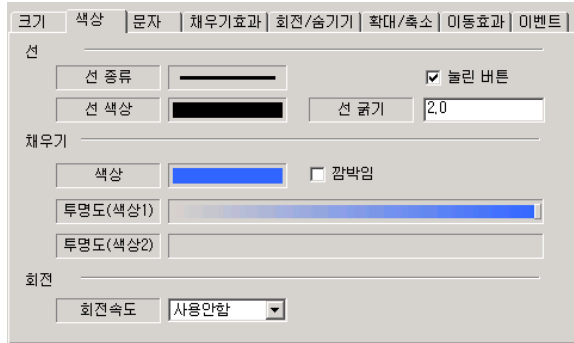 크기 색상 문자 채우기효과 회전/숨기기 확대/축소 이동효과 이벤트
선
선 종류 눌린 버튼
선 색상 선 굵기 2,0
채우기
색상 깜박임
투명도(색상1)
투명도(색상2)
회전
회전속도 사용안함